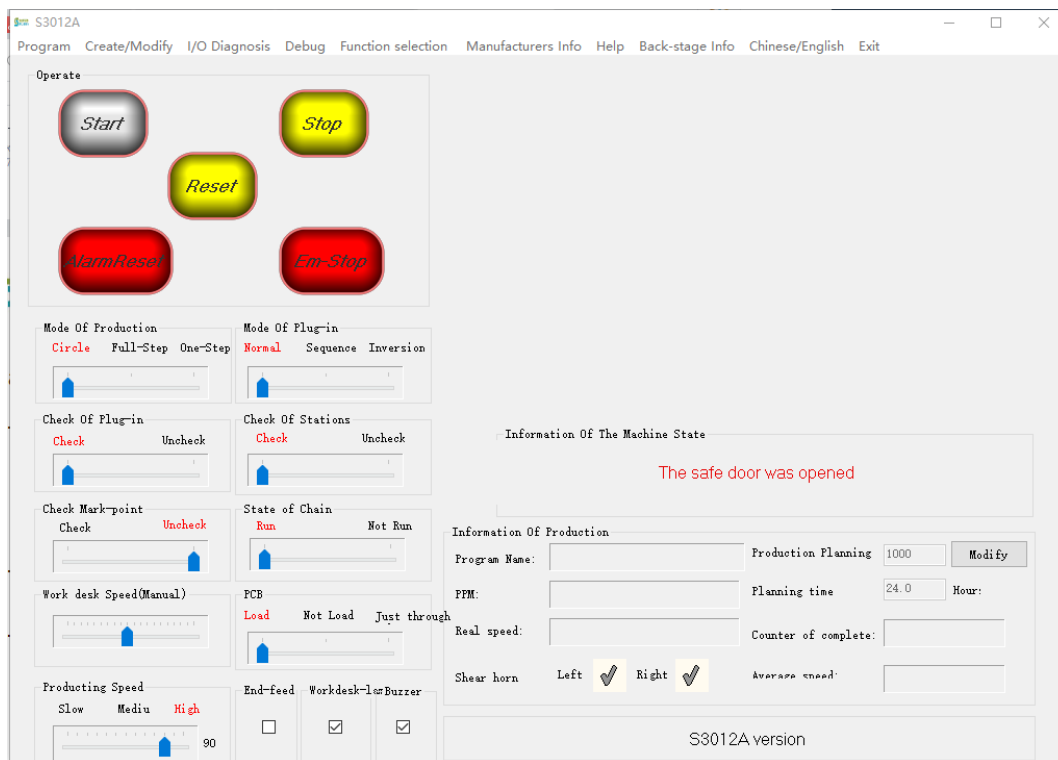 S3012A
Program Create/Modify I/O Diagnosis Debug Function selection Manufacturers Info Help Back-stage Info Chinese/English Exit
Operate
Start Stop
Reset
AlarmReset Em-Stop
Mode Of Production
Circle Full-Step One-Step
Mode Of Plug-in
Normal Sequence Inversion
Check Of Plug-in
Check Uncheck
Check Of Stations
Check Uncheck
Check Mark-point
Check Uncheck
State of Chain
Run Not Run
Work desk Speed(Manual)
PCB
Load Not Load Just through
Producting Speed
Slow Mediu High
90
End-feed
Workdesk-lam
Buzzer
Information Of The Machine State
The safe door was opened
Information Of Production
Program Name:
Production Planning 1000 Modify
PPM:
Planning time 24.0 Hour:
Real speed:
Counter of complete:
Shear horn Left Right
Average speed:
S3012A version